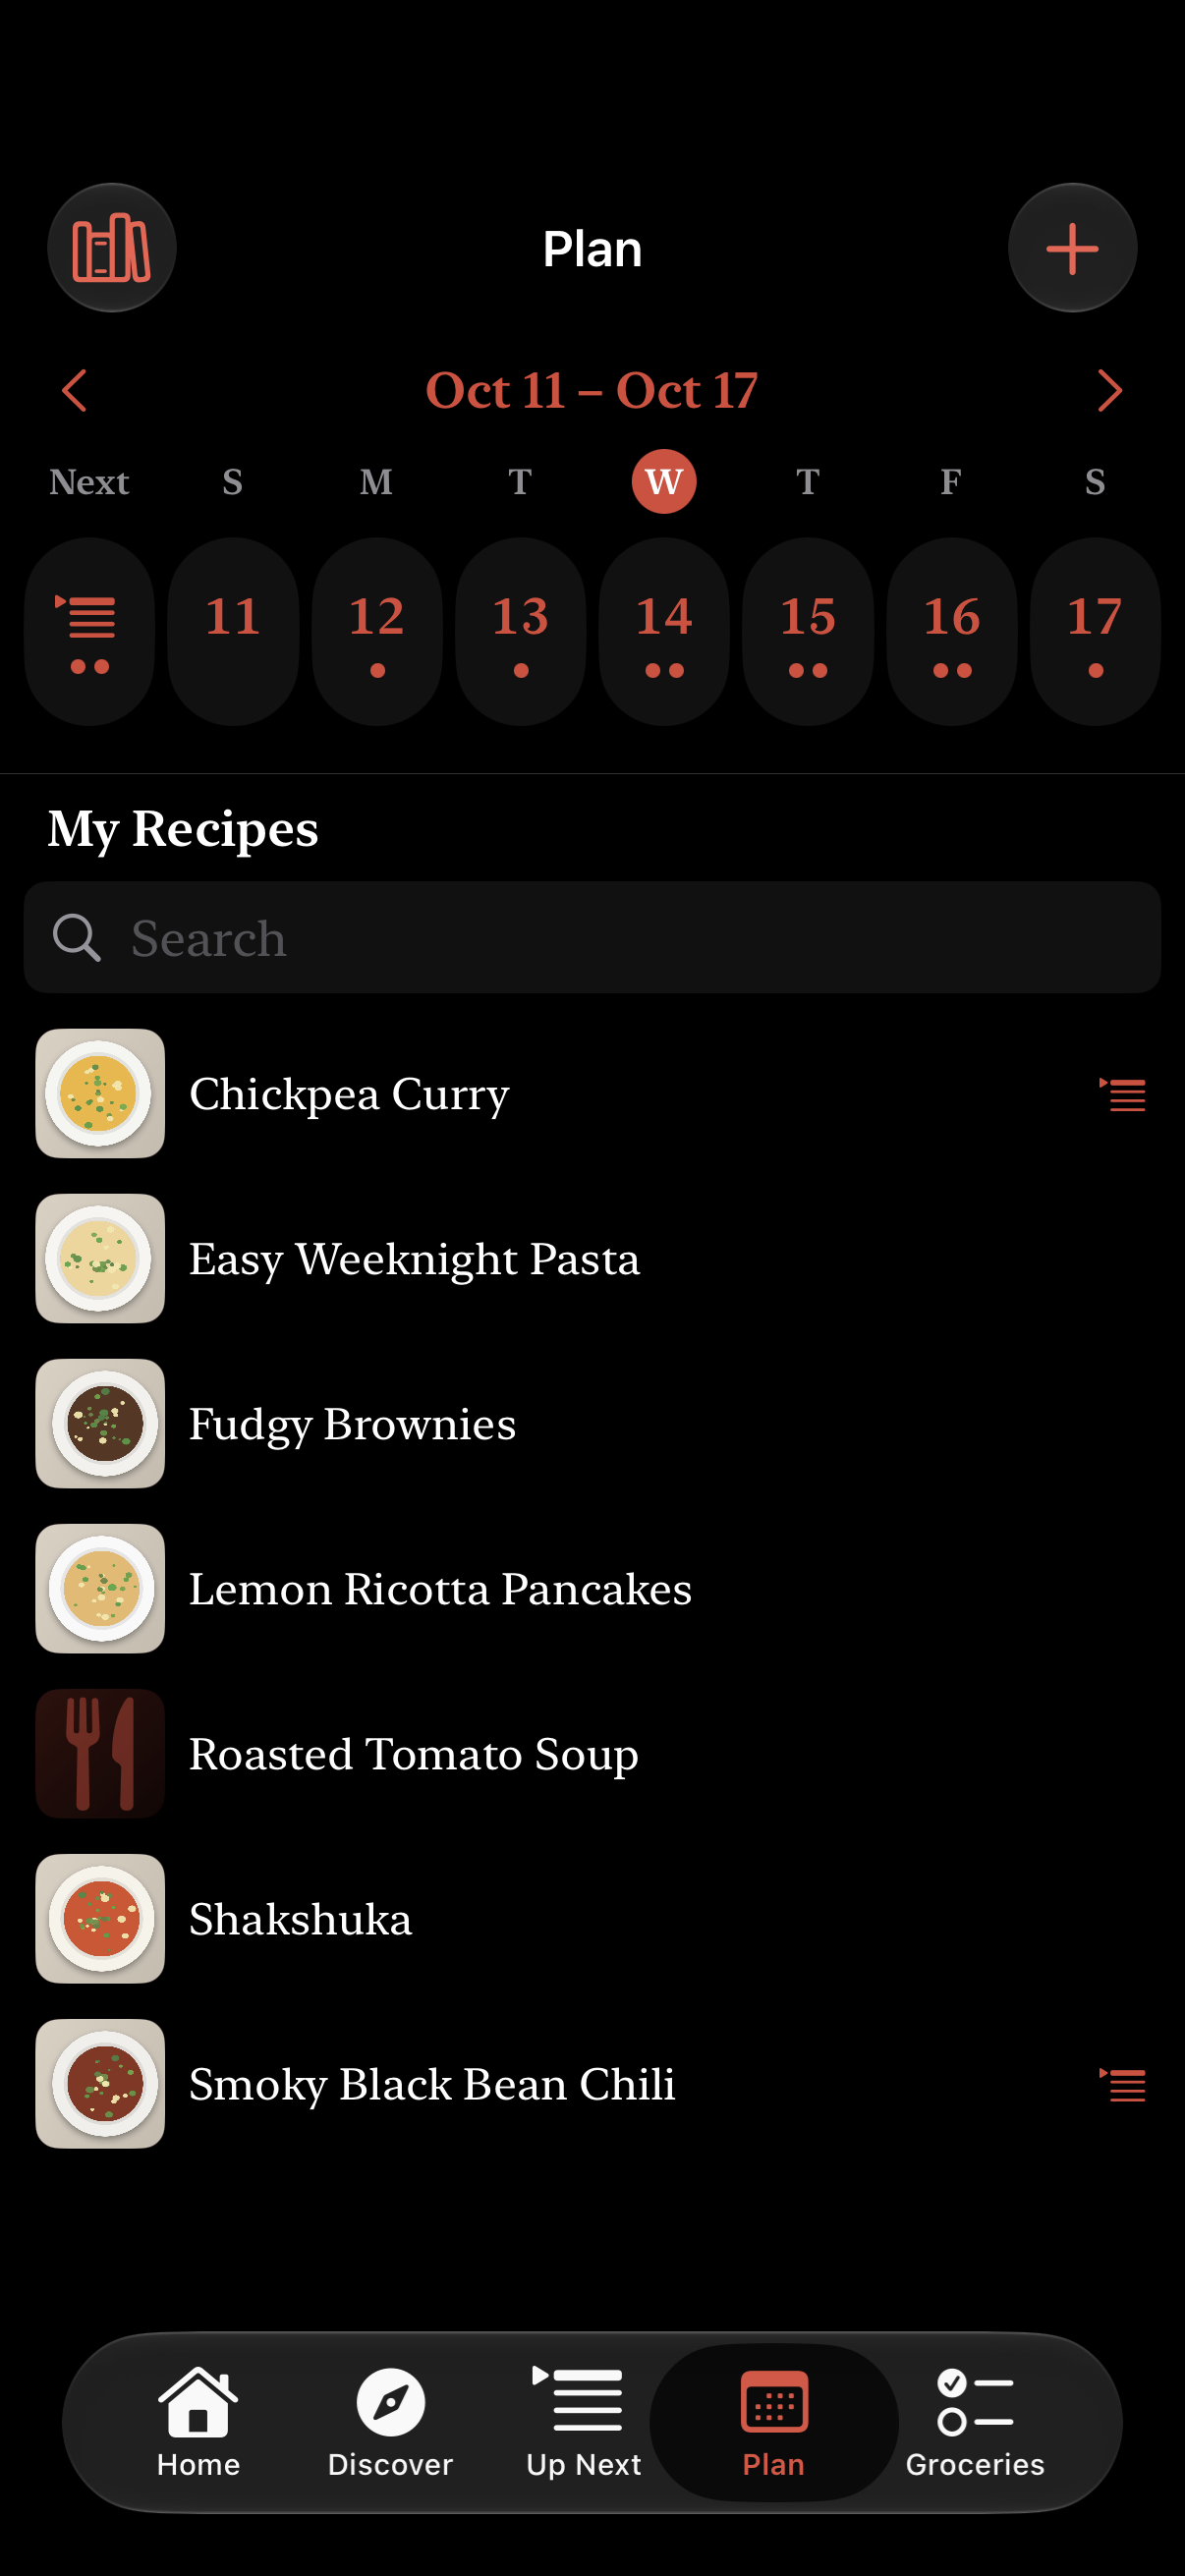 Plan
Oct 11 – Oct 17
Next S M T W T F S
11 12 13 14 15 16 17
My Recipes
Search
Chickpea Curry
Easy Weeknight Pasta
Fudgy Brownies
Lemon Ricotta Pancakes
Roasted Tomato Soup
Shakshuka
Smoky Black Bean Chili
Home Discover Up Next Plan Groceries